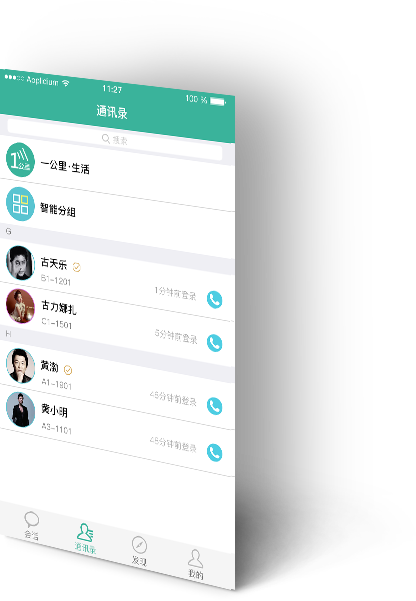 Aoplicium
11:27
100 %
通讯录
搜索
1公里
一公里·生活
智能分组
G
古天乐
B1-1201
1分钟前登录
古力娜扎
C1-1501
5分钟前登录
H
黄渤
A1-1901
45分钟前登录
黄小明
A3-1101
45分钟前登录
会话
通讯录
发现
我的